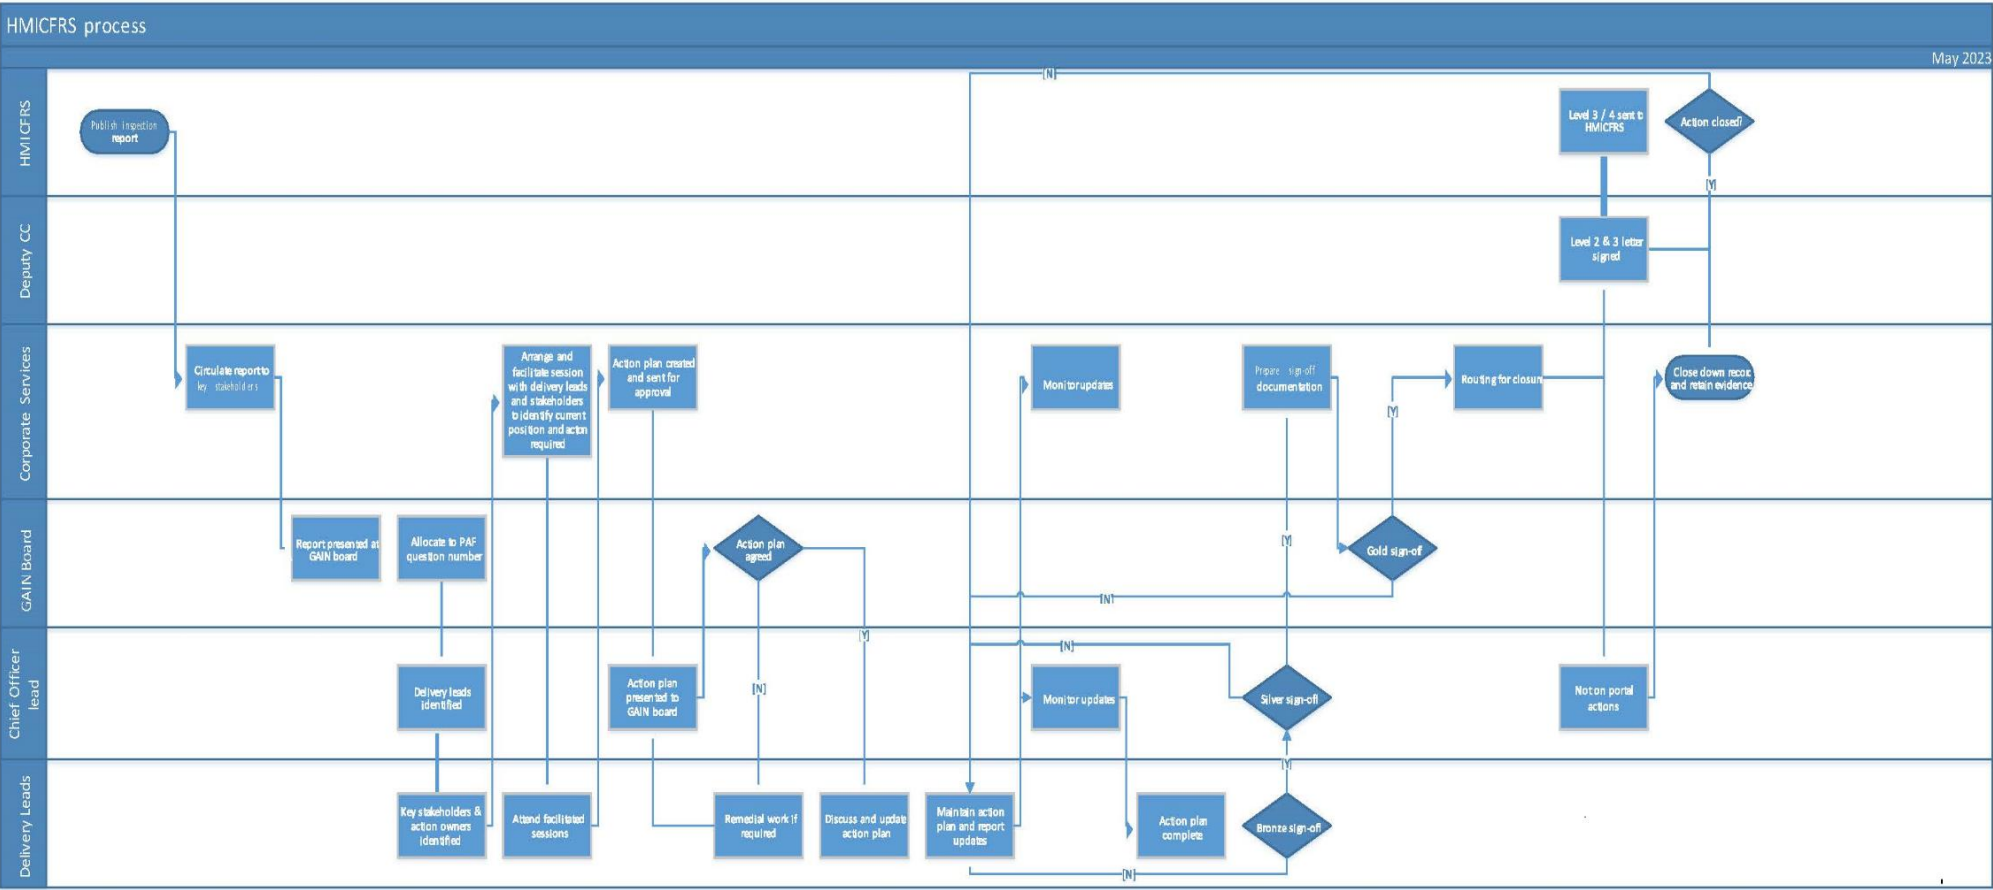 HMICFRS process
May 2023
HMICFRS
Publish inspection
report
[N]
Level 3 / 4 sent to
HMICFRS
Action closed?
[Y]
Deputy CC
Level 2 & 3 letter
signed
Corporate Services
Circulate report to
key stakeholders
Arrange and
facilitate session
with delivery leads
and stakeholders
to identify current
position and action
required
Action plan created
and sent for
approval
Monitor updates
Prepare sign-off
documentation
[Y]
Routing for closure
Close down record
and retain evidence
GAIN Board
Report presented at
GAIN board
Allocate to PAF
question number
Action plan
agreed
[Y]
Gold sign-off
[N]
Chief Officer
lead
[Y]
[N]
Delivery leads
identified
Action plan
presented to
GAIN board
[N]
Monitor updates
Silver sign-off
Not on portal
actions
Delivery Leads
[Y]
Key stakeholders &
action owners
identified
Attend facilitated
sessions
Remedial work if
required
Discuss and update
action plan
Maintain action
plan and report
updates
Action plan
complete
Bronze sign-off
[N]